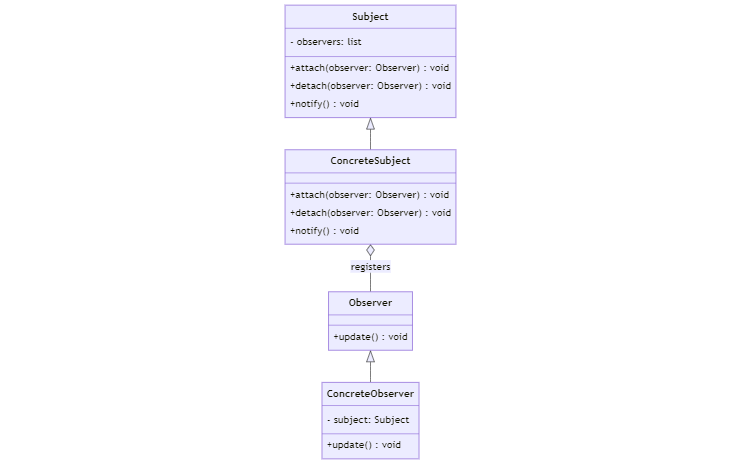 Subject
- observers: list
+attach(observer: Observer) : void
+detach(observer: Observer) : void
+notify() : void
ConcreteSubject
+attach(observer: Observer) : void
+detach(observer: Observer) : void
+notify() : void
registers
Observer
+update() : void
ConcreteObserver
- subject: Subject
+update() : void